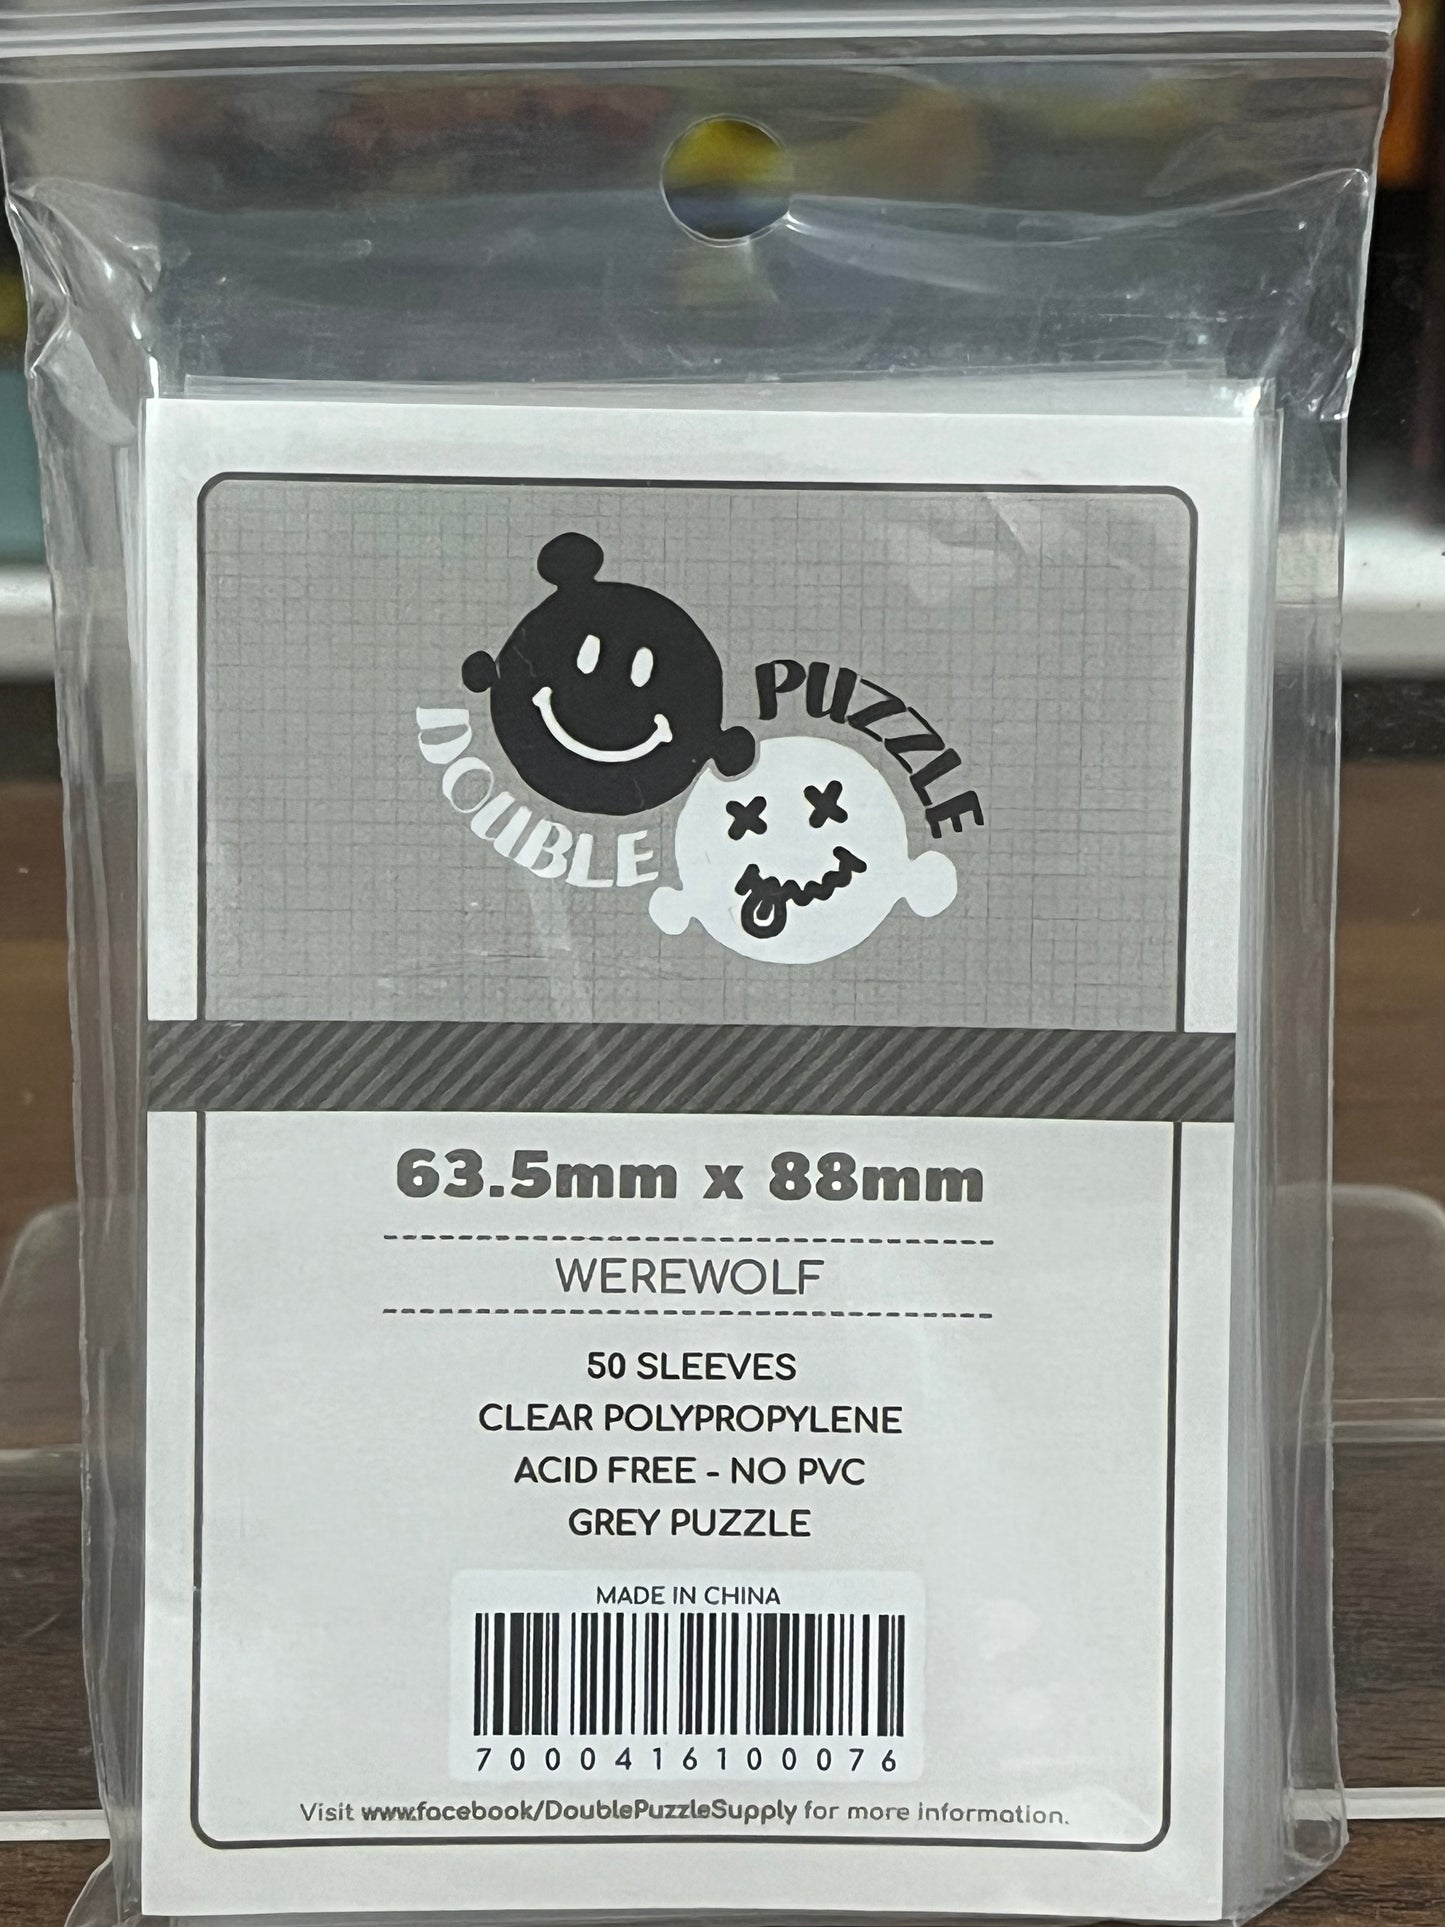 DOUBLE
PUZZLE
63.5mm x 88mm
WEREWOLF
50 SLEEVES
CLEAR POLYPROPYLENE
ACID FREE - NO PVC
GREY PUZZLE
MADE IN CHINA
7000416100076
Visit www.facebook/DoublePuzzleSupply for more information.